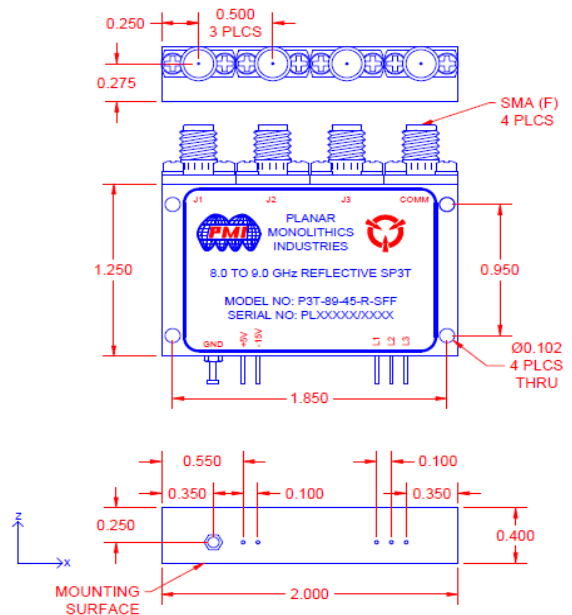 0.250
0.500
3 PLCS
0.275
SMA (F)
4 PLCS
J1
J2
J3
COMM
PMI
PLANAR
MONOLITHICS
INDUSTRIES
8.0 TO 9.0 GHz REFLECTIVE SP3T
MODEL NO: P3T-89-45-R-SFF
SERIAL NO: PLXXXXX/XXXX
1.250
0.950
GND
+5V
-15V
L1
L2
L3
Ø0.102
4 PLCS
THRU
1.850
0.550
0.100
0.350
0.100
0.350
0.250
0.400
z
x
2.000
MOUNTING
SURFACE